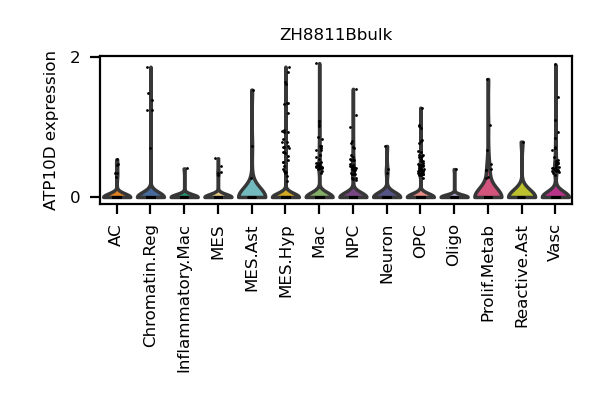 ZH8811Bbulk
ATP10D expression
2
0
AC
Chromatin.Reg
Inflammatory.Mac
MES
MES.Ast
MES.Hyp
Mac
NPC
Neuron
OPC
Oligo
Prolif.Metab
Reactive.Ast
Vasc